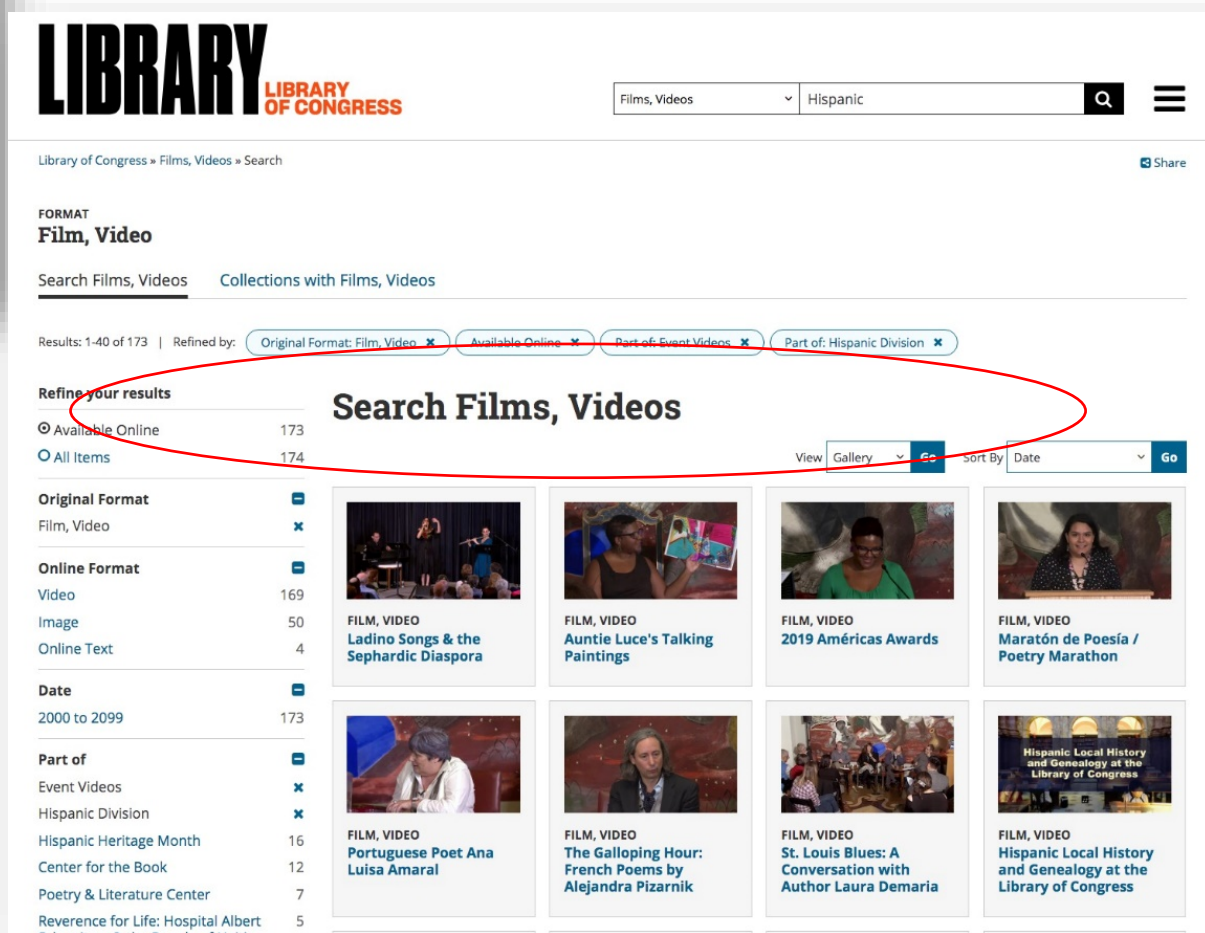 LIBRARY
LIBRARY
OF CONGRESS
Films, Videos
Hispanic
Library of Congress » Films, Videos » Search
Share
FORMAT
Film, Video
Search Films, Videos
Collections with Films, Videos
Results: 1-40 of 173 | Refined by:
Original Format: Film, Video ×
Available Online ×
Part of: Event Videos ×
Part of: Hispanic Division ×
Refine your results
Available Online 173
All Items 174
Original Format
Film, Video ×
Online Format
Video 169
Image 50
Online Text 4
Date
2000 to 2099 173
Part of
Event Videos ×
Hispanic Division ×
Hispanic Heritage Month 16
Center for the Book 12
Poetry & Literature Center 7
Reverence for Life: Hospital Albert 5
Search Films, Videos
View Gallery Go Sort By Date Go
FILM, VIDEO
Ladino Songs & the
Sephardic Diaspora
FILM, VIDEO
Auntie Luce's Talking
Paintings
FILM, VIDEO
2019 Américas Awards
FILM, VIDEO
Maratón de Poesía /
Poetry Marathon
FILM, VIDEO
Portuguese Poet Ana
Luisa Amaral
FILM, VIDEO
The Galloping Hour:
French Poems by
Alejandra Pizarnik
FILM, VIDEO
St. Louis Blues: A
Conversation with
Author Laura Demaria
Hispanic Local History
and Genealogy at the
Library of Congress
FILM, VIDEO
Hispanic Local History
and Genealogy at the
Library of Congress